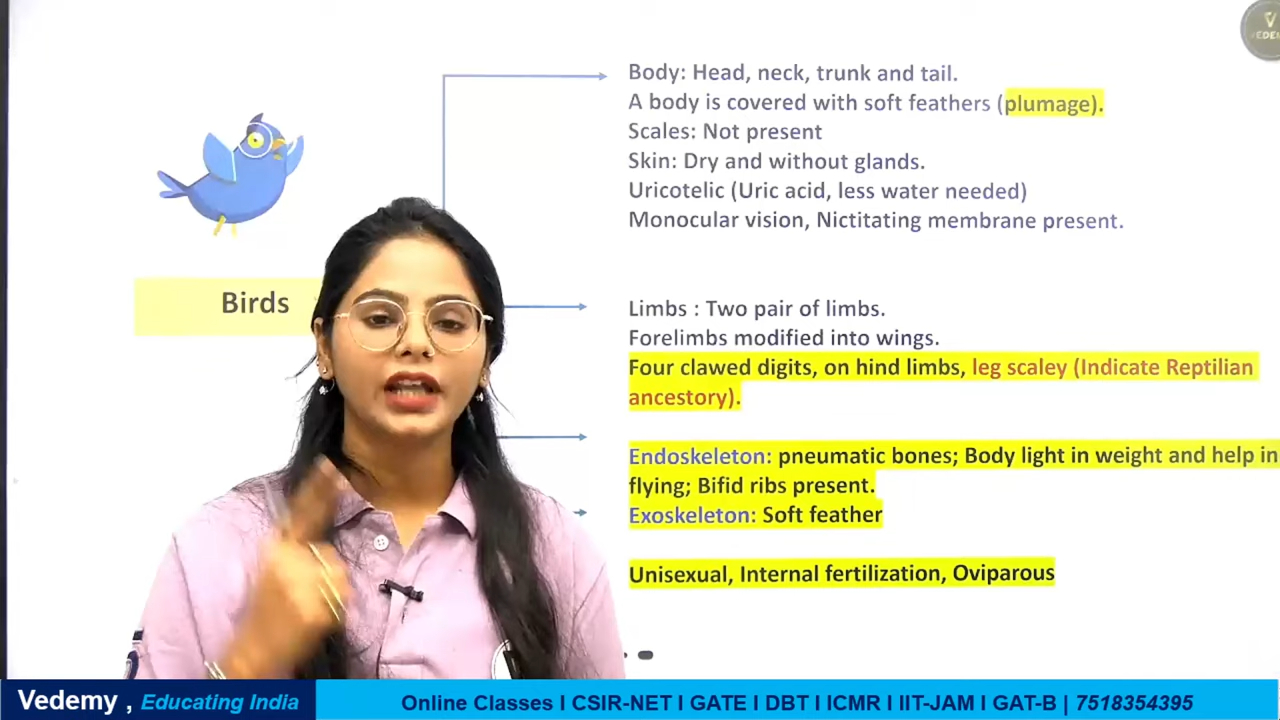 Body: Head, neck, trunk and tail.
A body is covered with soft feathers (plumage).
Scales: Not present
Skin: Dry and without glands.
Uricotelic (Uric acid, less water needed)
Monocular vision, Nictitating membrane present.
Birds
Limbs : Two pair of limbs.
Forelimbs modified into wings.
Four clawed digits, on hind limbs, leg scaley (Indicate Reptilian
ancestory).
Endoskeleton: pneumatic bones; Body light in weight and help in
flying; Bifid ribs present.
Exoskeleton: Soft feather
Unisexual, Internal fertilization, Oviparous
Vedemy , Educating India
Online Classes I CSIR-NET I GATE I DBT I ICMR I IIT-JAM I GAT-B | 7518354395